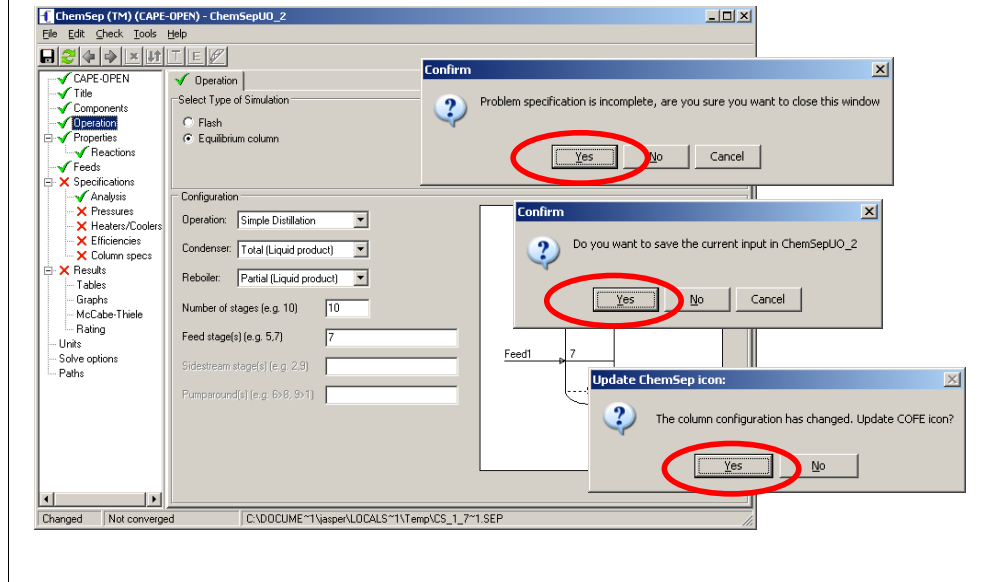 ChemSep (TM) (CAPE-OPEN) - ChemSepUO_2
File Edit Check Tools Help
T E
CAPE-OPEN
Title
Components
Operation
Properties
Reactions
Feeds
Specifications
Analysis
Pressures
Heaters/Coolers
Efficiencies
Column specs
Results
Tables
Graphs
McCabe-Thiele
Rating
Units
Solve options
Paths
Operation
Select Type of Simulation
Flash
Equilibrium column
Configuration
Operation: Simple Distillation
Condenser: Total (Liquid product)
Reboiler: Partial (Liquid product)
Number of stages (e.g. 10) 10
Feed stage(s) (e.g. 5,7) 7
Sidestream stage(s) (e.g. 2,9)
Pumparound(s) (e.g. 6>8, 9>1)
Feed1 7
Confirm
Problem specification is incomplete, are you sure you want to close this window
Yes No Cancel
Confirm
Do you want to save the current input in ChemSepUO_2
Yes No Cancel
Update ChemSep icon:
The column configuration has changed. Update COFE icon?
Yes No
Changed Not converged C:\DOCUME~1\jasper\LOCALS~1\Temp\CS_1_7~1.SEP